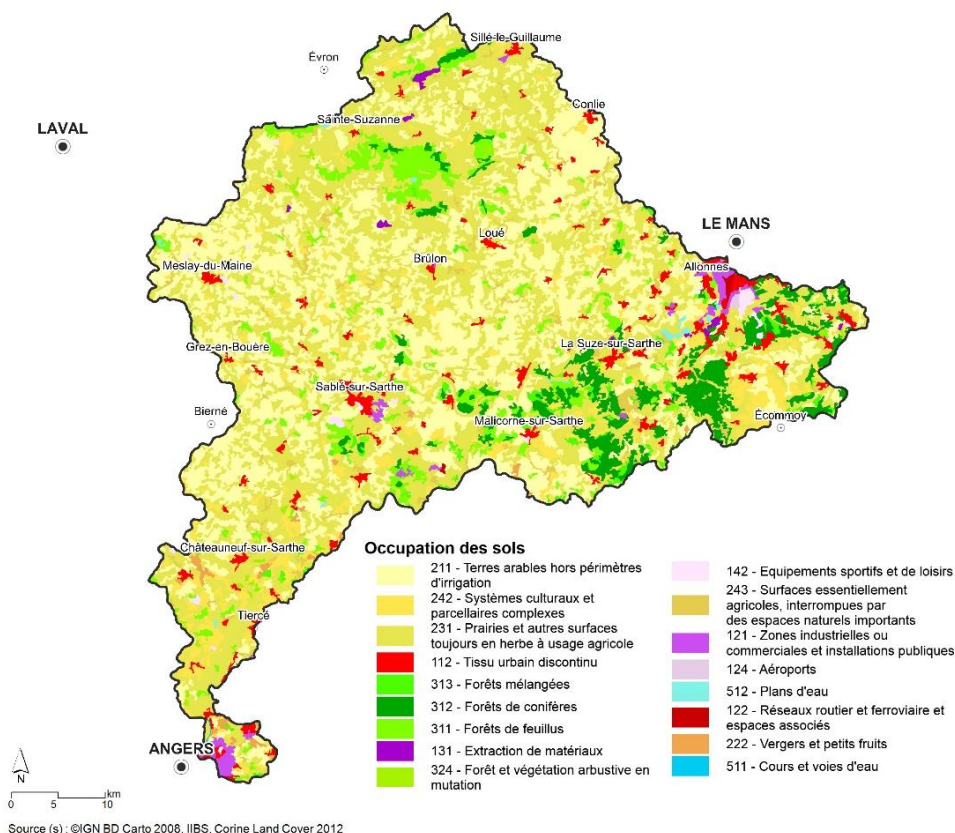 Sillé-le-Guillaume
Évron
Conlie
Sainte-Suzanne
LAVAL
LE MANS
Loué
Allonnes
Meslay-du-Maine
Brûlon
La Suze-sur-Sarthe
Grez-en-Bouère
Sablé-sur-Sarthe
Bierné
Malicorne-sur-Sarthe
Écommoy
Châteauneuf-sur-Sarthe
Tiercé
ANGERS
Occupation des sols
211 - Terres arables hors périmètres
d'irrigation
242 - Systèmes culturaux et
parcellaires complexes
231 - Prairies et autres surfaces
toujours en herbe à usage agricole
112 - Tissu urbain discontinu
313 - Forêts mélangées
312 - Forêts de conifères
311 - Forêts de feuillus
131 - Extraction de matériaux
324 - Forêt et végétation arbustive en
mutation
142 - Equipements sportifs et de loisirs
243 - Surfaces essentiellement
agricoles, interrompues par
des espaces naturels importants
121 - Zones industrielles ou
commerciales et installations publiques
124 - Aéroports
512 - Plans d'eau
122 - Réseaux routier et ferroviaire et
espaces associés
222 - Vergers et petits fruits
511 - Cours et voies d'eau
N
km
0 5 10
Source (s) : ©IGN BD Carto 2008, IIBS, Corine Land Cover 2012